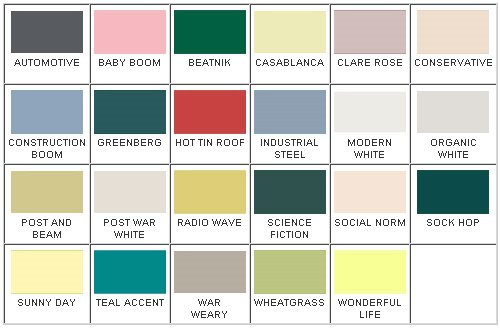 AUTOMOTIVE
BABY BOOM
BEATNIK
CASABLANCA
CLARE ROSE
CONSERVATIVE
CONSTRUCTION
BOOM
GREENBERG
HOT TIN ROOF
INDUSTRIAL
STEEL
MODERN
WHITE
ORGANIC
WHITE
POST AND
BEAM
POST WAR
WHITE
RADIO WAVE
SCIENCE
FICTION
SOCIAL NORM
SOCK HOP
SUNNY DAY
TEAL ACCENT
WAR
WEARY
WHEATGRASS
WONDERFUL
LIFE